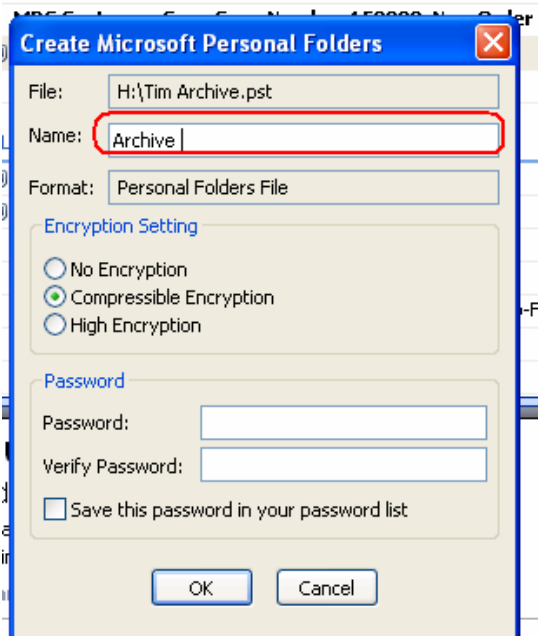 Create Microsoft Personal Folders
File: H:\Tim Archive.pst
Name: Archive
Format: Personal Folders File
Encryption Setting
No Encryption
Compressible Encryption
High Encryption
Password
Password:
Verify Password:
Save this password in your password list
OK Cancel